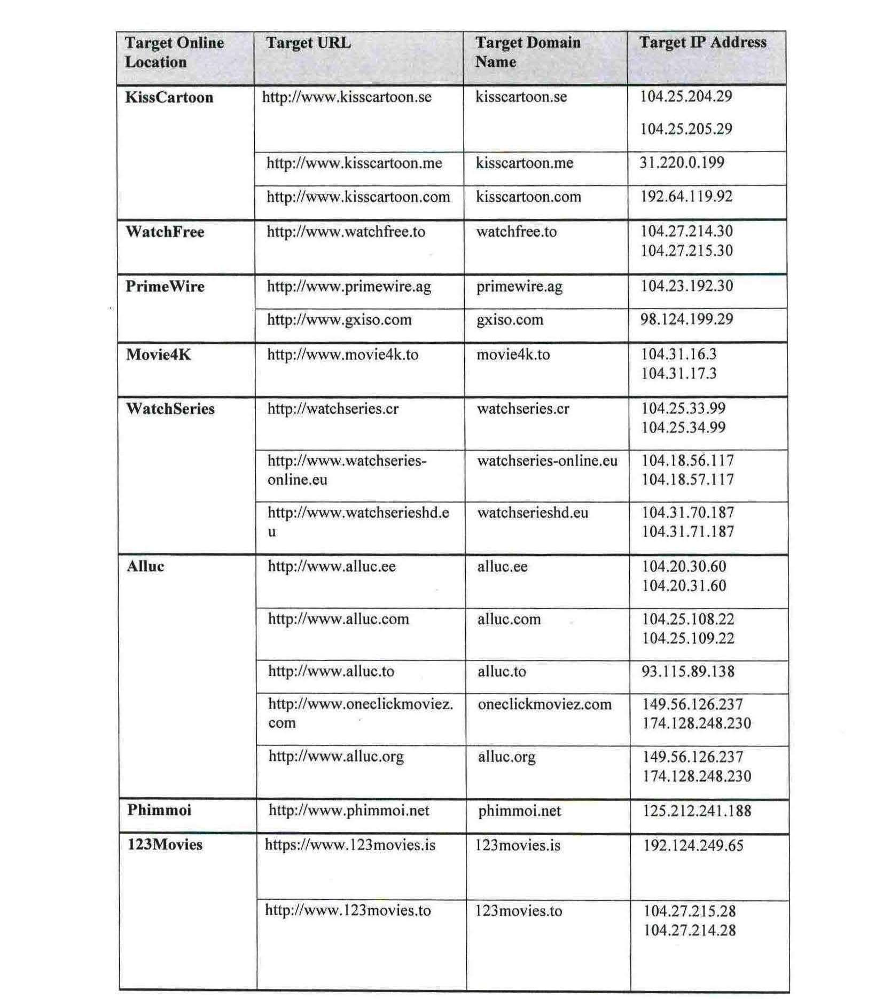 Target Online Location
Target URL
Target Domain Name
Target IP Address
KissCartoon
http://www.kisscartoon.se
kisscartoon.se
104.25.204.29
104.25.205.29
http://www.kisscartoon.me
kisscartoon.me
31.220.0.199
http://www.kisscartoon.com
kisscartoon.com
192.64.119.92
WatchFree
http://www.watchfree.to
watchfree.to
104.27.214.30
104.27.215.30
PrimeWire
http://www.primewire.ag
primewire.ag
104.23.192.30
http://www.gxiso.com
gxiso.com
98.124.199.29
Movie4K
http://www.movie4k.to
movie4k.to
104.31.16.3
104.31.17.3
WatchSeries
http://watchseries.cr
watchseries.cr
104.25.33.99
104.25.34.99
http://www.watchseries-
online.eu
watchseries-online.eu
104.18.56.117
104.18.57.117
http://www.watchserieshd.e
u
watchserieshd.eu
104.31.70.187
104.31.71.187
Alluc
http://www.alluc.ee
alluc.ee
104.20.30.60
104.20.31.60
http://www.alluc.com
alluc.com
104.25.108.22
104.25.109.22
http://www.alluc.to
alluc.to
93.115.89.138
http://www.oneclickmoviez.
com
oneclickmoviez.com
149.56.126.237
174.128.248.230
http://www.alluc.org
alluc.org
149.56.126.237
174.128.248.230
Phimmoi
http://www.phimmoi.net
phimmoi.net
125.212.241.188
123Movies
https://www.123movies.is
123movies.is
192.124.249.65
http://www.123movies.to
123movies.to
104.27.215.28
104.27.214.28